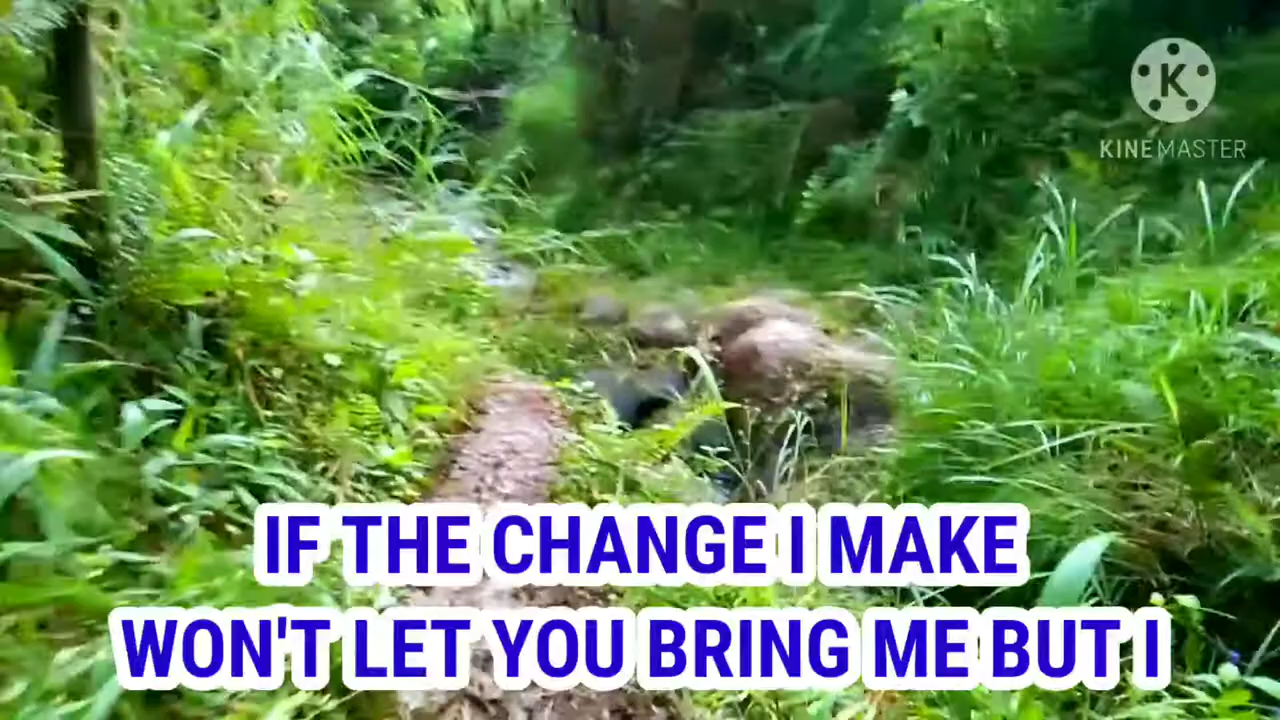 K
KINEMASTER
IF THE CHANGE I MAKE
WON'T LET YOU BRING ME BUT I